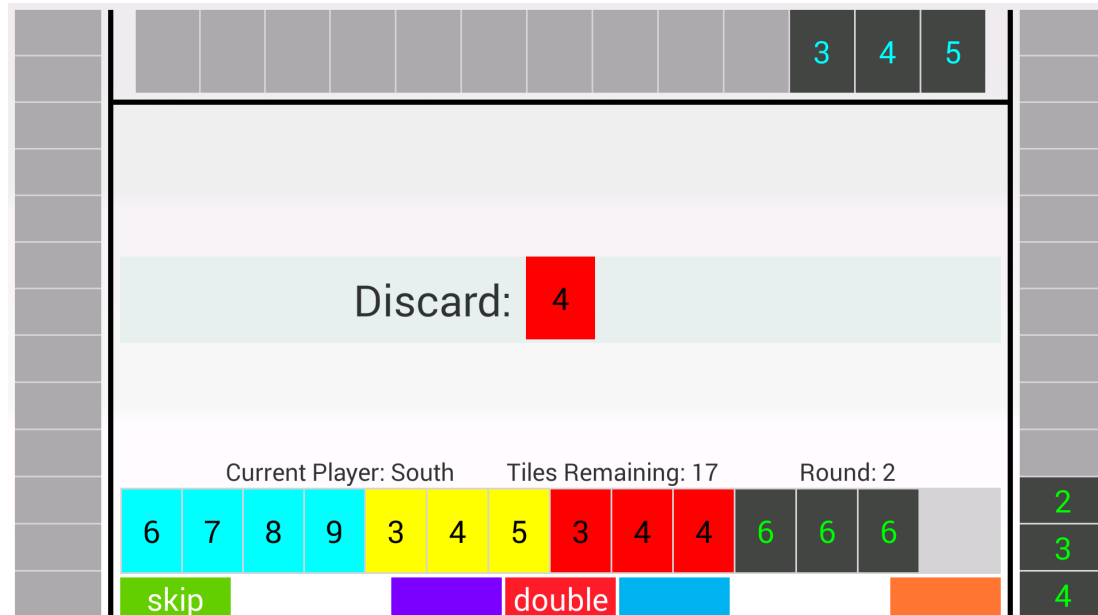 3 4 5
Discard: 4
Current Player: South Tiles Remaining: 17 Round: 2
6 7 8 9 3 4 5 3 4 4 6 6 6
skip double
2
3
4